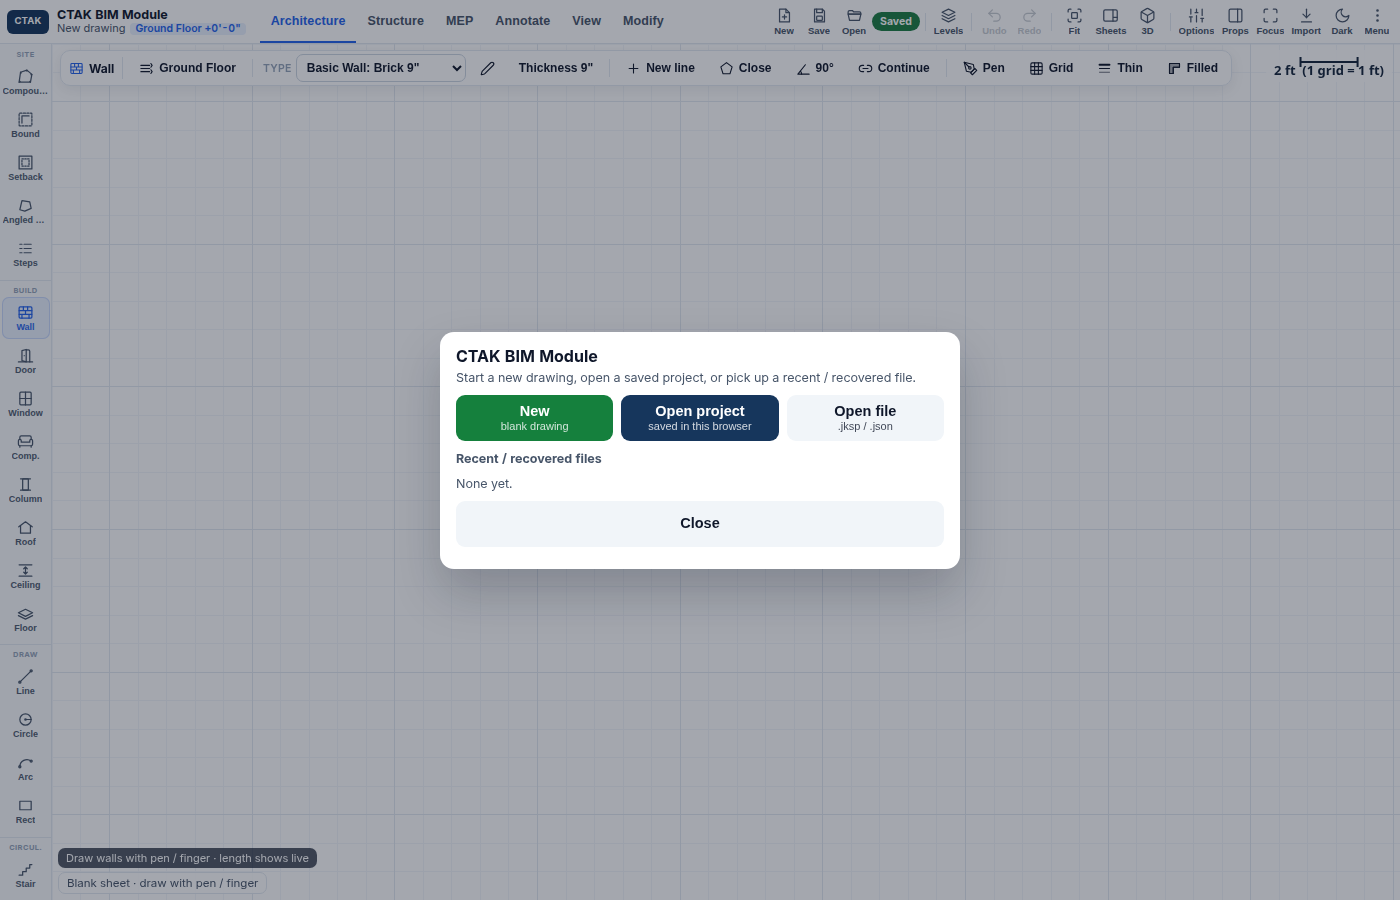 CTAK
CTAK BIM Module
New drawing Ground Floor +0'-0"
Architecture Structure MEP Annotate View Modify
New Save Open Saved Levels Undo Redo Fit Sheets 3D Options Props Focus Import Dark Menu
Wall Ground Floor TYPE Basic Wall: Brick 9" Thickness 9" New line Close 90° Continue Pen Grid Thin Filled
2 ft (1 grid = 1 ft)
SITE
Compou...
Bound
Setback
Angled ...
Steps
BUILD
Wall
Door
Window
Comp.
Column
Roof
Ceiling
Floor
DRAW
Line
Circle
Arc
Rect
CIRCUL.
Stair
CTAK BIM Module
Start a new drawing, open a saved project, or pick up a recent / recovered file.
New Open project Open file
blank drawing saved in this browser .jksp / .json
Recent / recovered files
None yet.
Close
Draw walls with pen / finger · length shows live
Blank sheet · draw with pen / finger